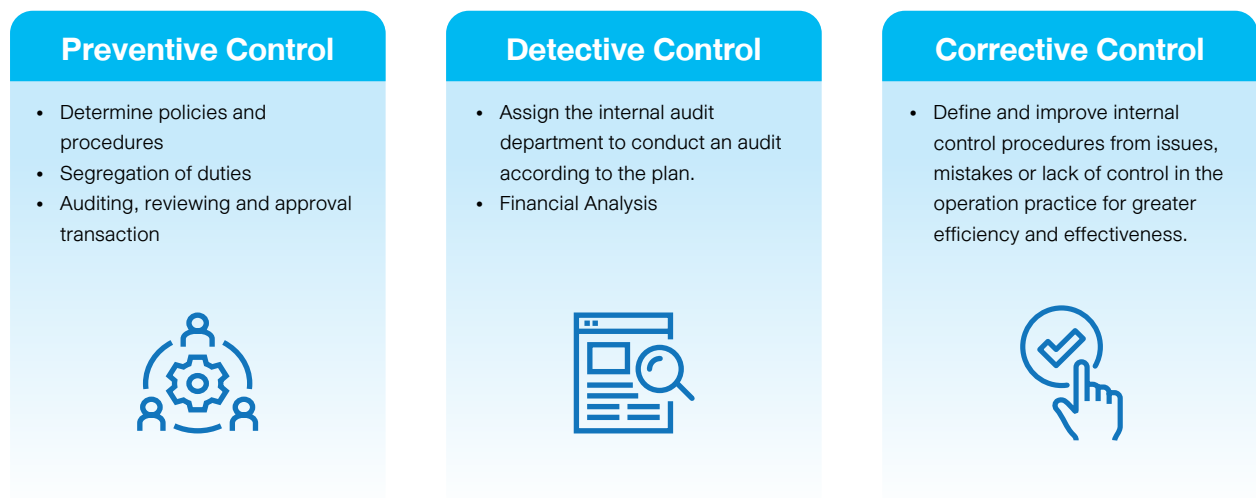 Preventive Control
• Determine policies and
procedures
• Segregation of duties
• Auditing, reviewing and approval
transaction
Detective Control
• Assign the internal audit
department to conduct an audit
according to the plan.
• Financial Analysis
Corrective Control
• Define and improve internal
control procedures from issues,
mistakes or lack of control in the
operation practice for greater
efficiency and effectiveness.